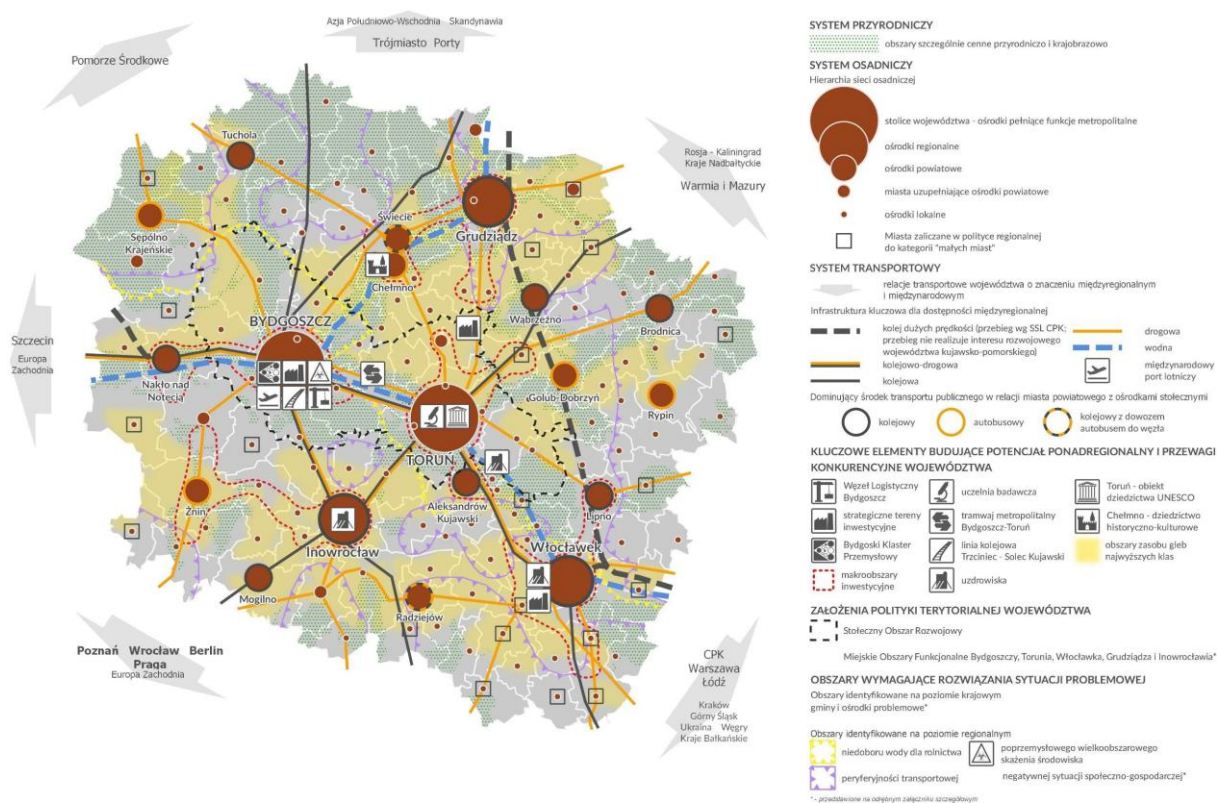 Azja Południowo-Wschodnia Skandynawia
Trójmiasto Porty
Pomorze Środkowe
Rosja - Kaliningrad
Kraje Nadbałtyckie
Warmia i Mazury
Szczecin
Europa
Zachodnia
Poznań Wrocław Berlin
Praga
Europa Zachodnia
CPK
Warszawa
Łódź
Kraków
Górny Śląsk
Ukraina Węgry
Kraje Bałkańskie
Tuchola
Sępólno
Krajeńskie
Świecie
Grudziądz
Chełmno
BYDGOSZCZ
Wąbrzeźno
Brodnica
Nakło nad
Notecią
Golub-Dobrzyń
Rypin
TORUŃ
Żnin
Aleksandrów
Kujawski
Lipno
Inowrocław
Włocławek
Mogilno
Radziejów
SYSTEM PRZYRODNICZY
obszary szczególnie cenne przyrodniczo i krajobrazowo
SYSTEM OSADNICZY
Hierarchia sieci osadniczej
stolice województwa - ośrodki pełniące funkcje metropolitalne
ośrodki regionalne
ośrodki powiatowe
miasta uzupełniające ośrodki powiatowe
ośrodki lokalne
Miasta zaliczane w polityce regionalnej
do kategorii "małych miast"
SYSTEM TRANSPORTOWY
relacje transportowe województwa o znaczeniu międzyregionalnym
i międzynarodowym
Infrastruktura kluczowa dla dostępności międzyregionalnej
kolej dużych prędkości (przebieg wg SSL CPK;
przebieg nie realizuje interesu rozwojowego
województwa kujawsko-pomorskiego)
kolejowo-drogowa
kolejowa
drogowa
wodna
międzynarodowy
port lotniczy
Dominujący środek transportu publicznego w relacji miasta powiatowego z ośrodkami stołecznymi
kolejowy
autobusowy
kolejowy z dowozem
autobusem do węzła
KLUCZOWE ELEMENTY BUDUJĄCE POTENCJAŁ PONADREGIONALNY I PRZEWAGI
KONKURENCYJNE WOJEWÓDZTWA
Węzeł Logistyczny
Bydgoszcz
uczelnia badawcza
Toruń - obiekt
dziedzictwa UNESCO
strategiczne tereny
inwestycyjne
tramwaj metropolitalny
Bydgoszcz-Toruń
Chełmno - dziedzictwo
historyczno-kulturowe
Bydgoski Klaster
Przemysłowy
linia kolejowa
Trzciniec - Solec Kujawski
obszary zasobu gleb
najwyższych klas
makroobszary
inwestycyjne
uzdrowiska
ZAŁOŻENIA POLITYKI TERYTORIALNEJ WOJEWÓDZTWA
Stołeczny Obszar Rozwojowy
Miejskie Obszary Funkcjonalne Bydgoszczy, Torunia, Włocławka, Grudziądza i Inowrocławia*
OBSZARY WYMAGAJĄCE ROZWIĄZANIA SYTUACJI PROBLEMOWEJ
Obszary identyfikowane na poziomie krajowym
gminy i ośrodki problemowe*
Obszary identyfikowane na poziomie regionalnym
niedoboru wody dla rolnictwa
poprzemysłowego wielkoobszarowego
skażenia środowiska
peryferyjności transportowej
negatywnej sytuacji społeczno-gospodarczej*
* - przedstawione na odrębnym załączniku szczegółowym